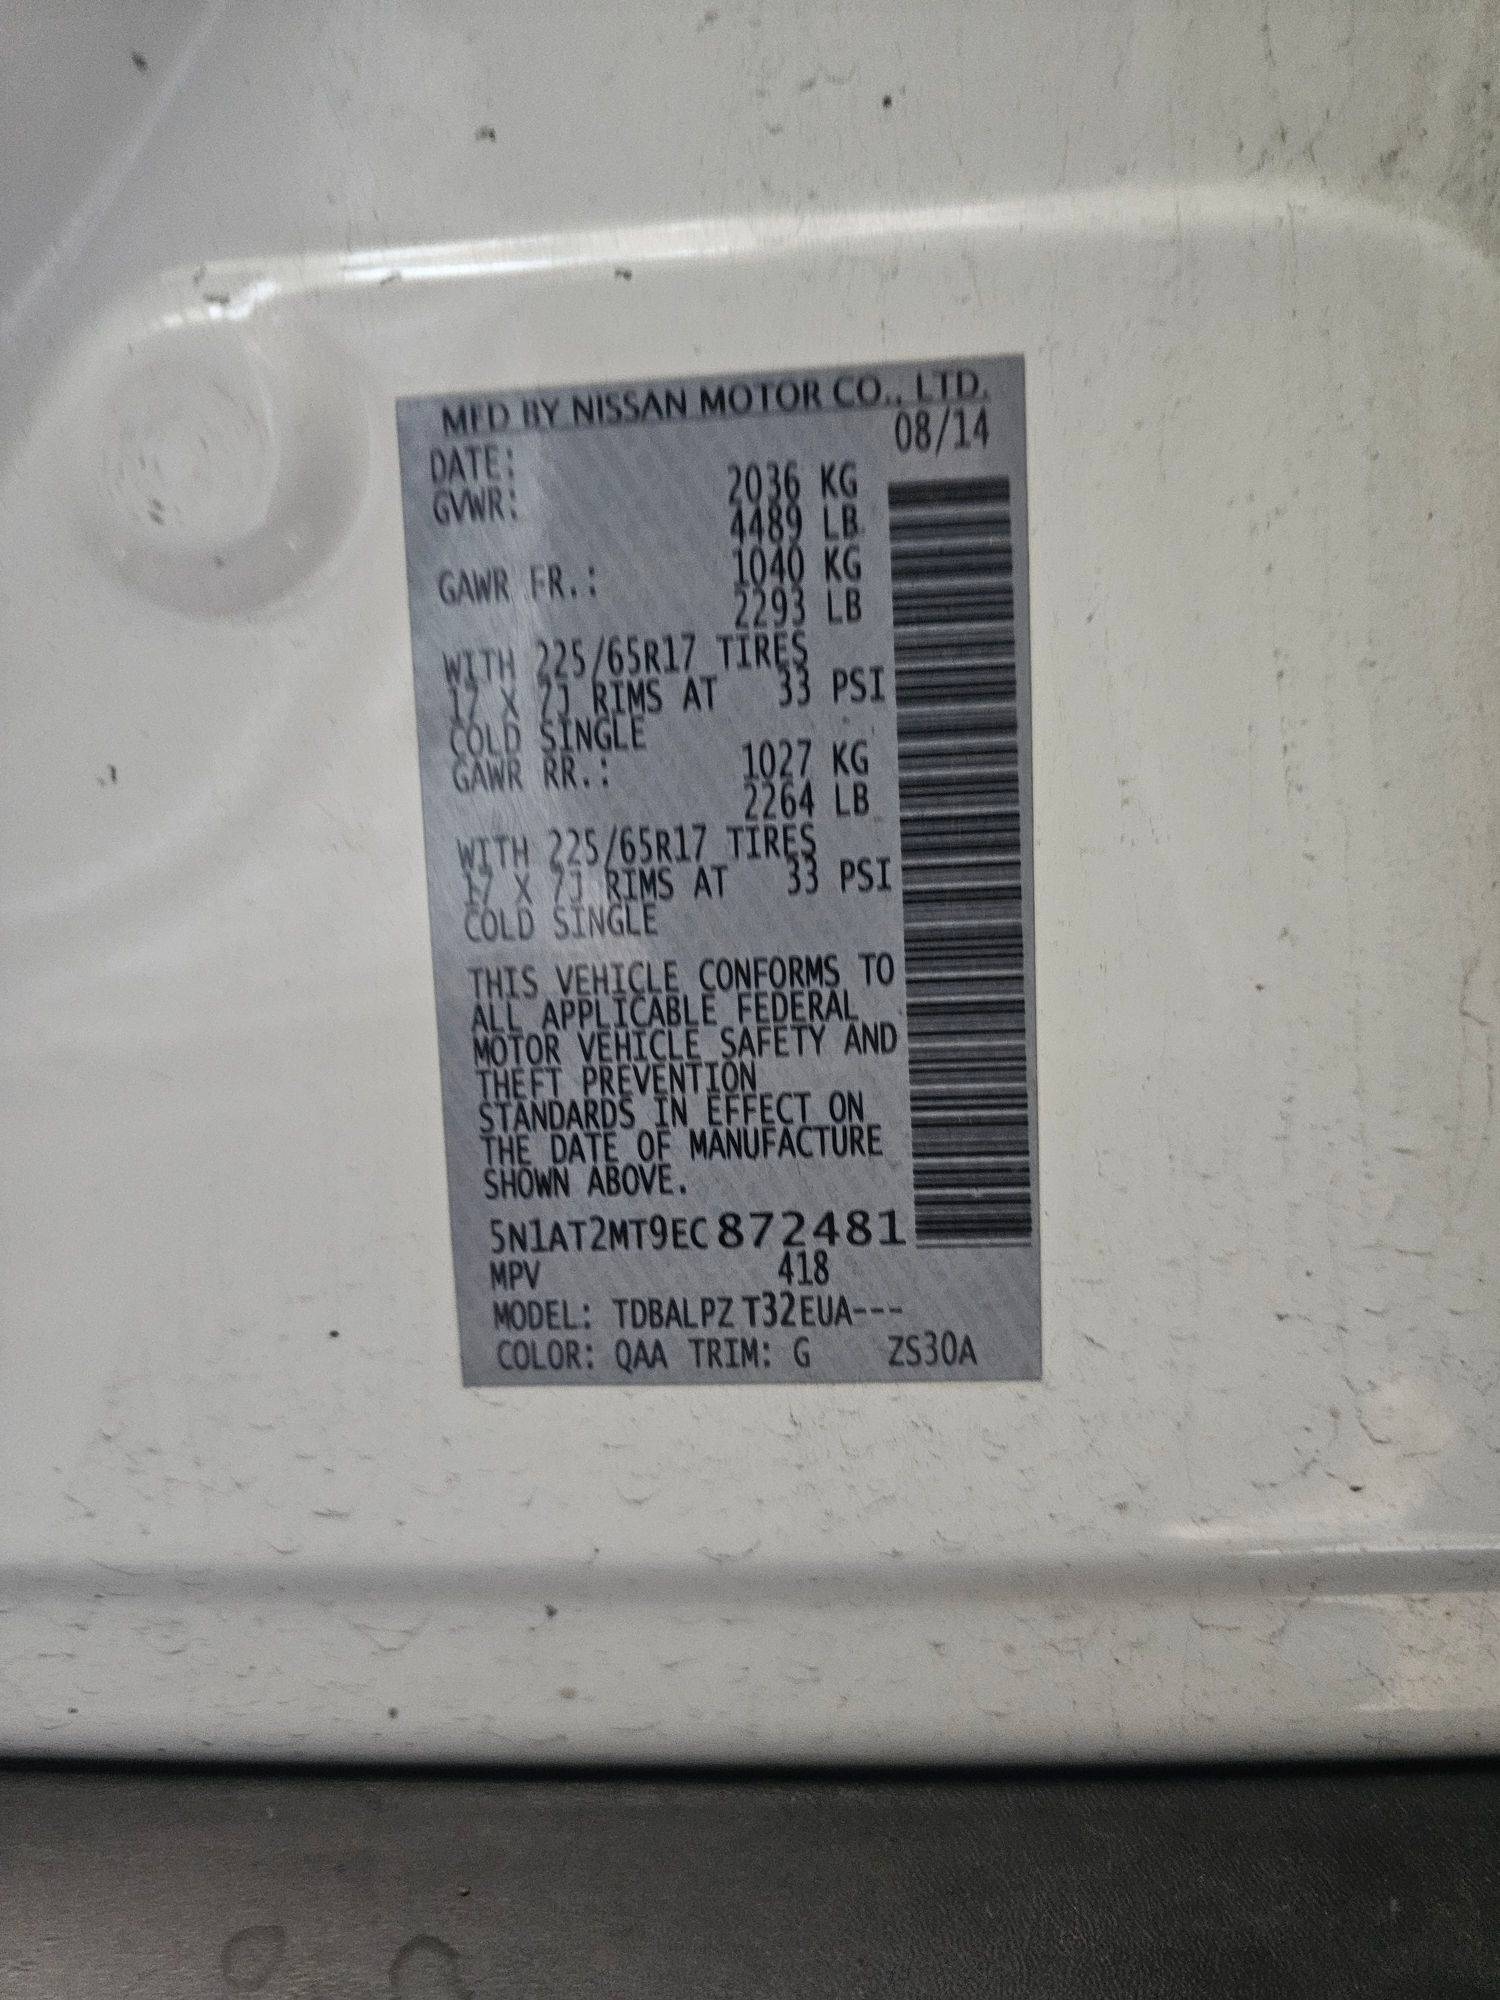 MFD BY NISSAN MOTOR CO., LTD.
DATE: 08/14
GVWR: 2036 KG
4489 LB
GAWR FR.: 1040 KG
2293 LB
WITH 225/65R17 TIRES
17 X 7J RIMS AT 33 PSI
COLD SINGLE
GAWR RR.: 1027 KG
2264 LB
WITH 225/65R17 TIRES
17 X 7J RIMS AT 33 PSI
COLD SINGLE
THIS VEHICLE CONFORMS TO
ALL APPLICABLE FEDERAL
MOTOR VEHICLE SAFETY AND
THEFT PREVENTION
STANDARDS IN EFFECT ON
THE DATE OF MANUFACTURE
SHOWN ABOVE.
5N1AT2MT9EC872481
MPV 418
MODEL: TDBALPZ T32EUA---
COLOR: QAA TRIM: G ZS30A